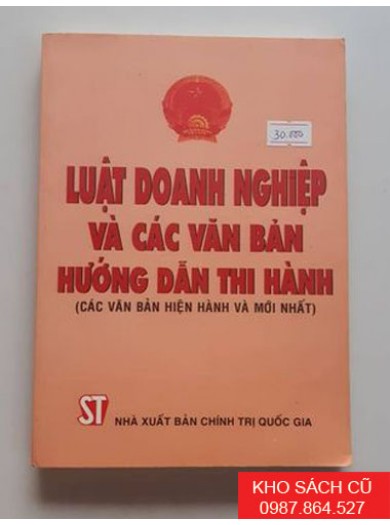 30.000
LUẬT DOANH NGHIỆP
VÀ CÁC VĂN BẢN
HƯỚNG DẪN THI HÀNH
(CÁC VĂN BẢN HIỆN HÀNH VÀ MỚI NHẤT)
ST
NHÀ XUẤT BẢN CHÍNH TRỊ QUỐC GIA
KHO SÁCH CŨ
0987.864.527